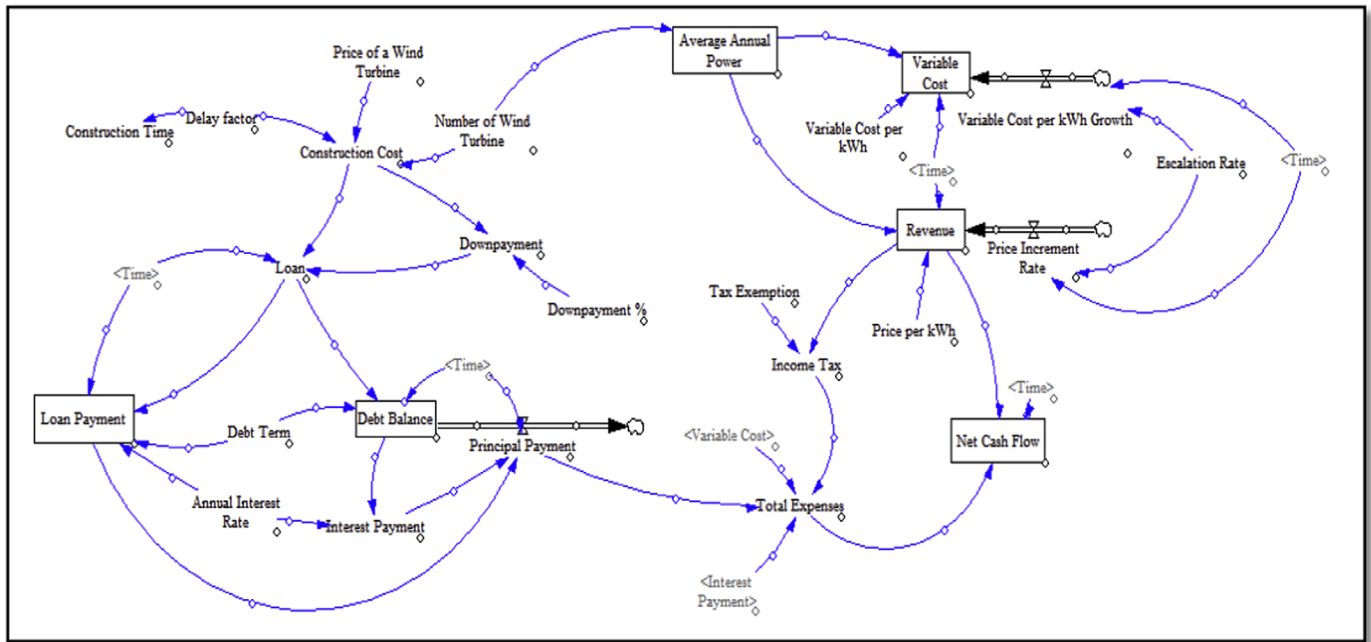 Average Annual
Power
Variable
Cost
Price of a Wind
Turbine
Construction Time
Delay factor
Number of Wind
Turbine
Construction Cost
Variable Cost per
kWh
Variable Cost per kWh Growth
<Time>
Escalation Rate
<Time>
Revenue
Price Increment
Rate
Downpayment
<Time>
Loan
Downpayment %
Tax Exemption
Price per kWh
Income Tax
<Time>
<Time>
Loan Payment
Debt Term
Debt Balance
Principal Payment
<Variable Cost>
Net Cash Flow
Annual Interest
Rate
Interest Payment
Total Expenses
<Interest
Payment>